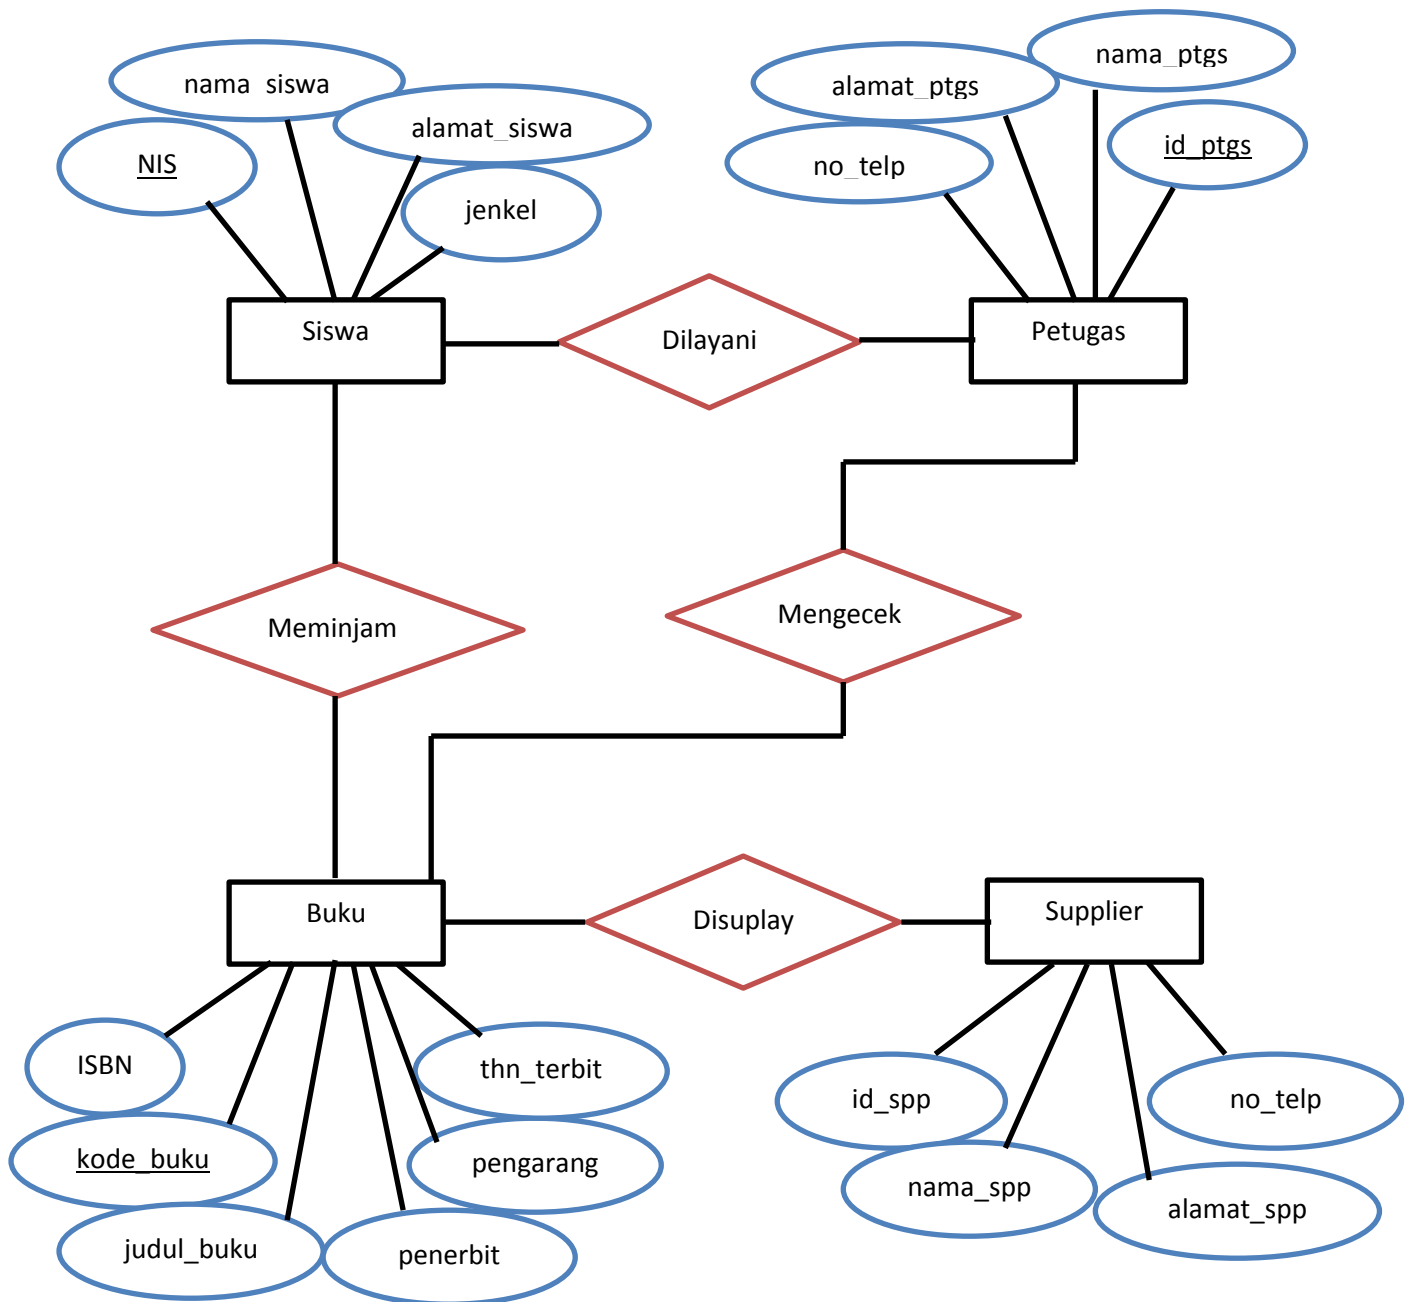 nama_siswa
nama_ptgs
alamat_ptgs
alamat_siswa
NIS
no_telp
id_ptgs
jenkel
Siswa
Dilayani
Petugas
Meminjam
Mengecek
Buku
Disuplay
Supplier
ISBN
thn_terbit
id_spp
no_telp
kode_buku
pengarang
nama_spp
alamat_spp
judul_buku
penerbit